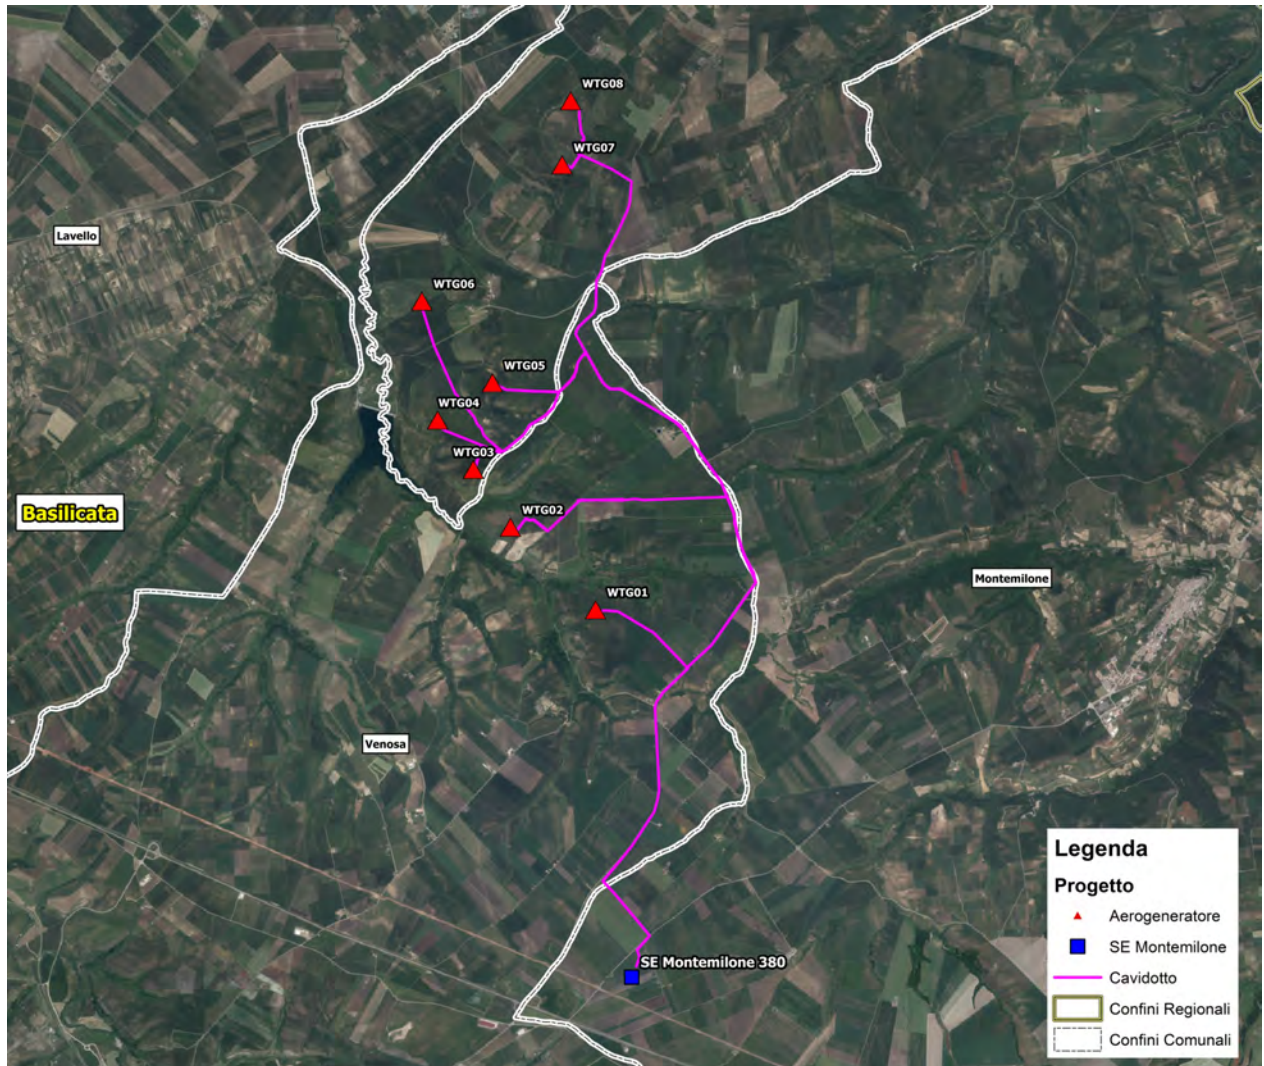 WTG08
WTG07
Lavello
WTG06
WTG05
WTG04
WTG03
Basilicata
WTG02
Montemilone
WTG01
Venosa
SE Montemilone 380
Legenda
Progetto
Aerogeneratore
SE Montemilone
Cavidotto
Confini Regionali
Confini Comunali